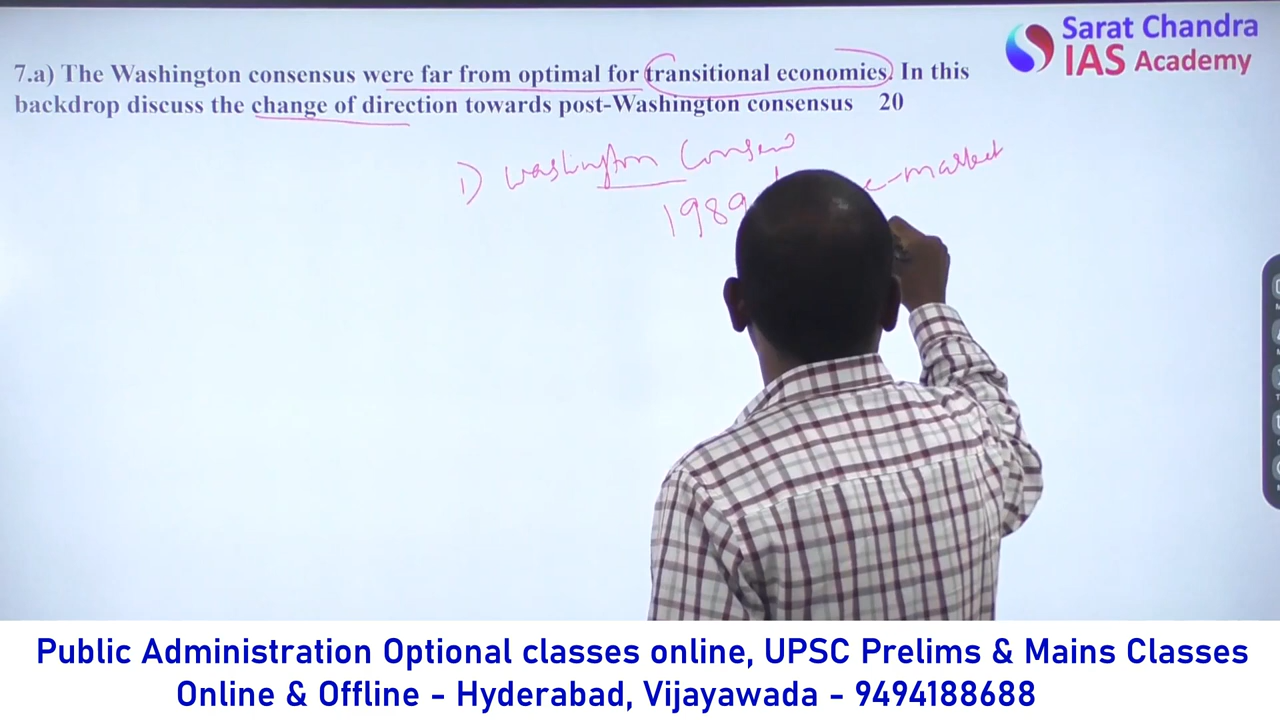 Sarat Chandra
IAS Academy
7.a) The Washington consensus were far from optimal for transitional economies. In this
backdrop discuss the change of direction towards post-Washington consensus 20
1) Washington
1989
-market
Public Administration Optional classes online, UPSC Prelims & Mains Classes
Online & Offline - Hyderabad, Vijayawada - 9494188688